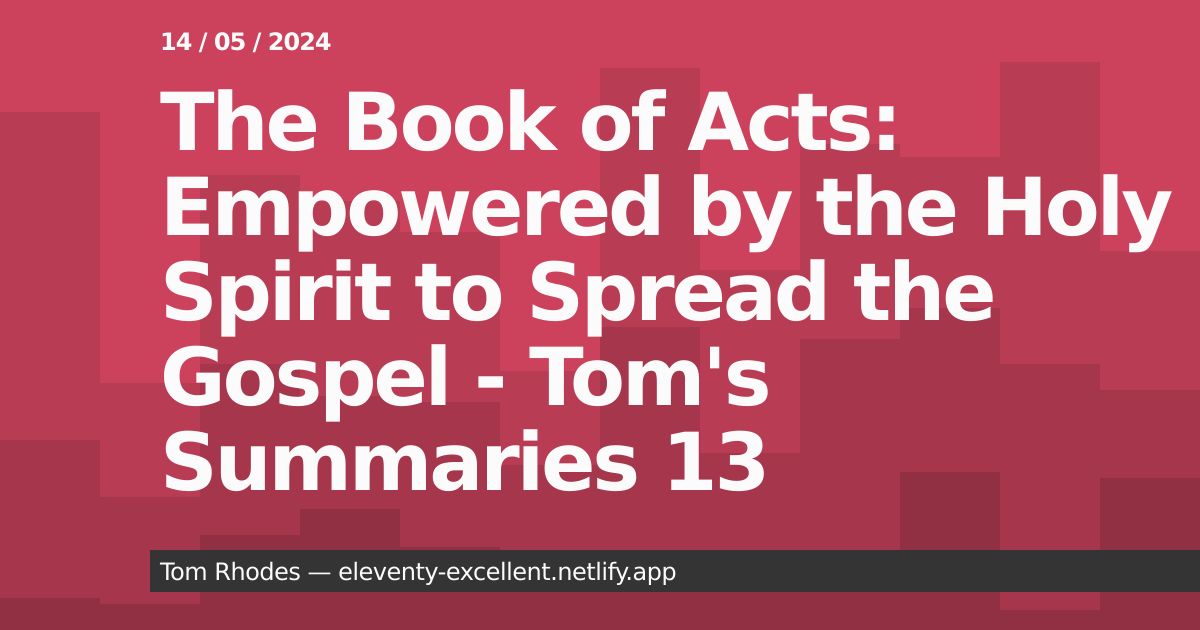 14 / 05 / 2024
The Book of Acts:
Empowered by the Holy
Spirit to Spread the
Gospel - Tom's
Summaries 13
Tom Rhodes — eleventy-excellent.netlify.app